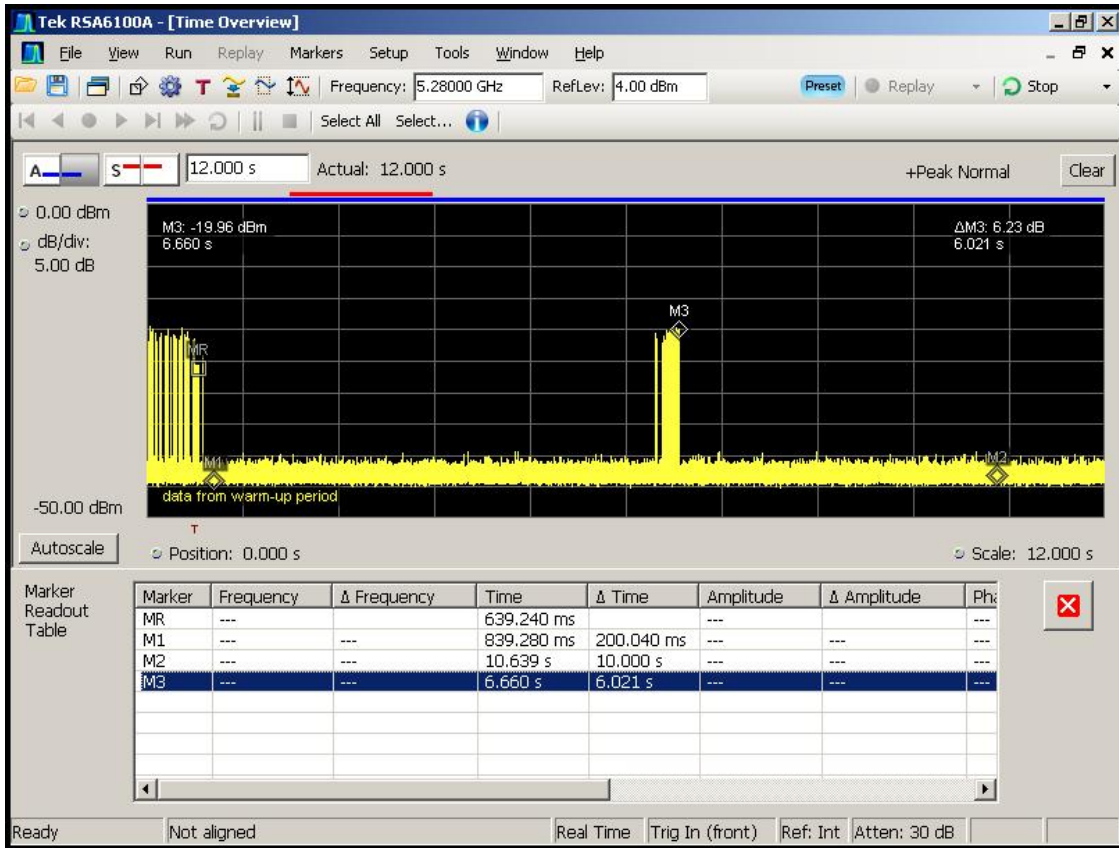 Tek RSA6100A - [Time Overview]
File View Run Replay Markers Setup Tools Window Help
Frequency: 5.28000 GHz RefLev: 4.00 dBm Preset Replay Stop
Select All Select...
A S 12.000 s Actual: 12.000 s +Peak Normal Clear
0.00 dBm
dB/div:
5.00 dB
M3: -19.96 dBm
6.660 s
ΔM3: 6.23 dB
6.021 s
M3
MR
M1
M2
data from warm-up period
-50.00 dBm
T
Autoscale Position: 0.000 s Scale: 12.000 s
Marker
Readout
Table
Marker Frequency Δ Frequency Time Δ Time Amplitude Δ Amplitude Pha
MR --- 639.240 ms --- ---
M1 --- --- 839.280 ms 200.040 ms --- --- ---
M2 --- --- 10.639 s 10.000 s --- --- ---
M3 --- --- 6.660 s 6.021 s --- --- ---
Ready Not aligned Real Time Trig In (front) Ref: Int Atten: 30 dB